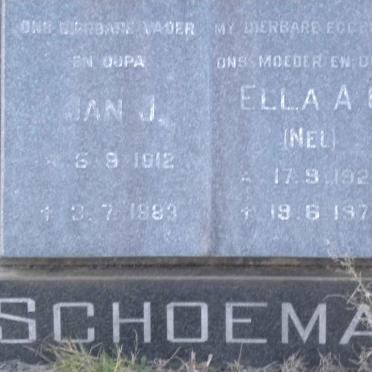 ONS DIERBARE VADER
EN OUPA
JAN J.
* 6.9.1912
+ 3.7.1983
MY DIERBARE EGGE
ONS MOEDER EN O
ELLA A
(NEL)
* 17.9.192
+ 19.6.197
SCHOEMA